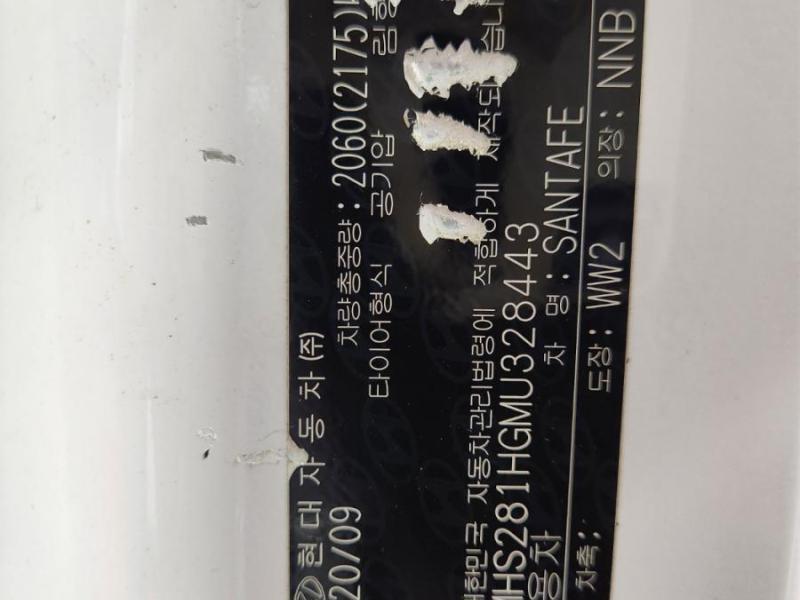 현대자동차(주)
20/09 차량총중량: 2060(2175)
타이어형식 공기압 림
대한민국 자동차관리법령에 적합하게 제작되 습니
MHS281HGMU328443
용차 차 명: SANTAFE
도장: WW2 의장: NNB
차축: